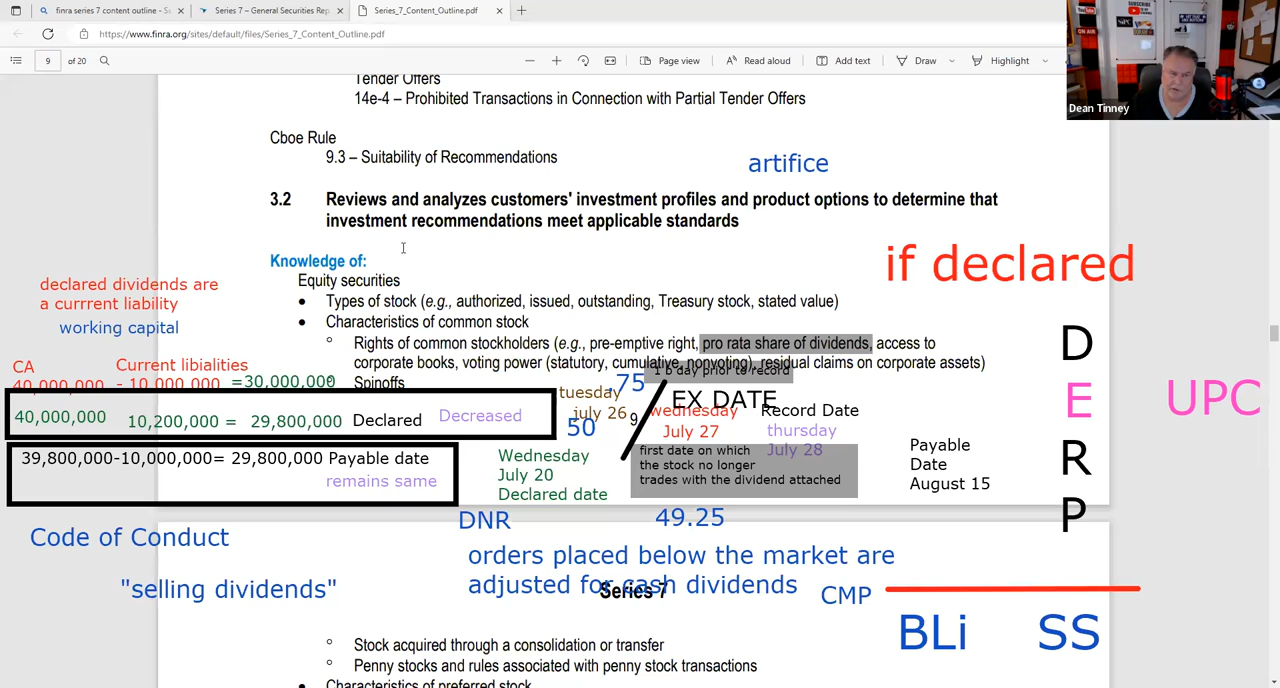 finra series 7 content outline - Se
Series 7 – General Securities Rep
Series_7_Content_Outline.pdf
https://www.finra.org/sites/default/files/Series_7_Content_Outline.pdf
9 of 20
Page view
Read aloud
Add text
Draw
Highlight
Dean Tinney
Tender Offers
14e-4 – Prohibited Transactions in Connection with Partial Tender Offers
Cboe Rule
9.3 – Suitability of Recommendations
artifice
3.2 Reviews and analyzes customers' investment profiles and product options to determine that
investment recommendations meet applicable standards
if declared
Knowledge of:
Equity securities
declared dividends are
a currrent liability
working capital
• Types of stock (e.g., authorized, issued, outstanding, Treasury stock, stated value)
• Characteristics of common stock
° Rights of common stockholders (e.g., pre-emptive right, pro rata share of dividends, access to
corporate books, voting power (statutory, cumulative, nonvoting), residual claims on corporate assets)
° Spinoffs
CA
Current libialities
40,000,000 - 10,000,000 =30,000,000
40,000,000 10,200,000 = 29,800,000 Declared Decreased
39,800,000-10,000,000= 29,800,000 Payable date
remains same
tuesday
july 26
.75
50
9
1 b day prior to record
EX DATE
wednesday
July 27
Record Date
thursday
July 28
first date on which
the stock no longer
trades with the dividend attached
Wednesday
July 20
Declared date
Payable
Date
August 15
D
E
R
P
UPC
Code of Conduct
"selling dividends"
DNR
49.25
orders placed below the market are
adjusted for cash dividends
Series 7
CMP
BLi SS
° Stock acquired through a consolidation or transfer
° Penny stocks and rules associated with penny stock transactions
• Characteristics of preferred stock